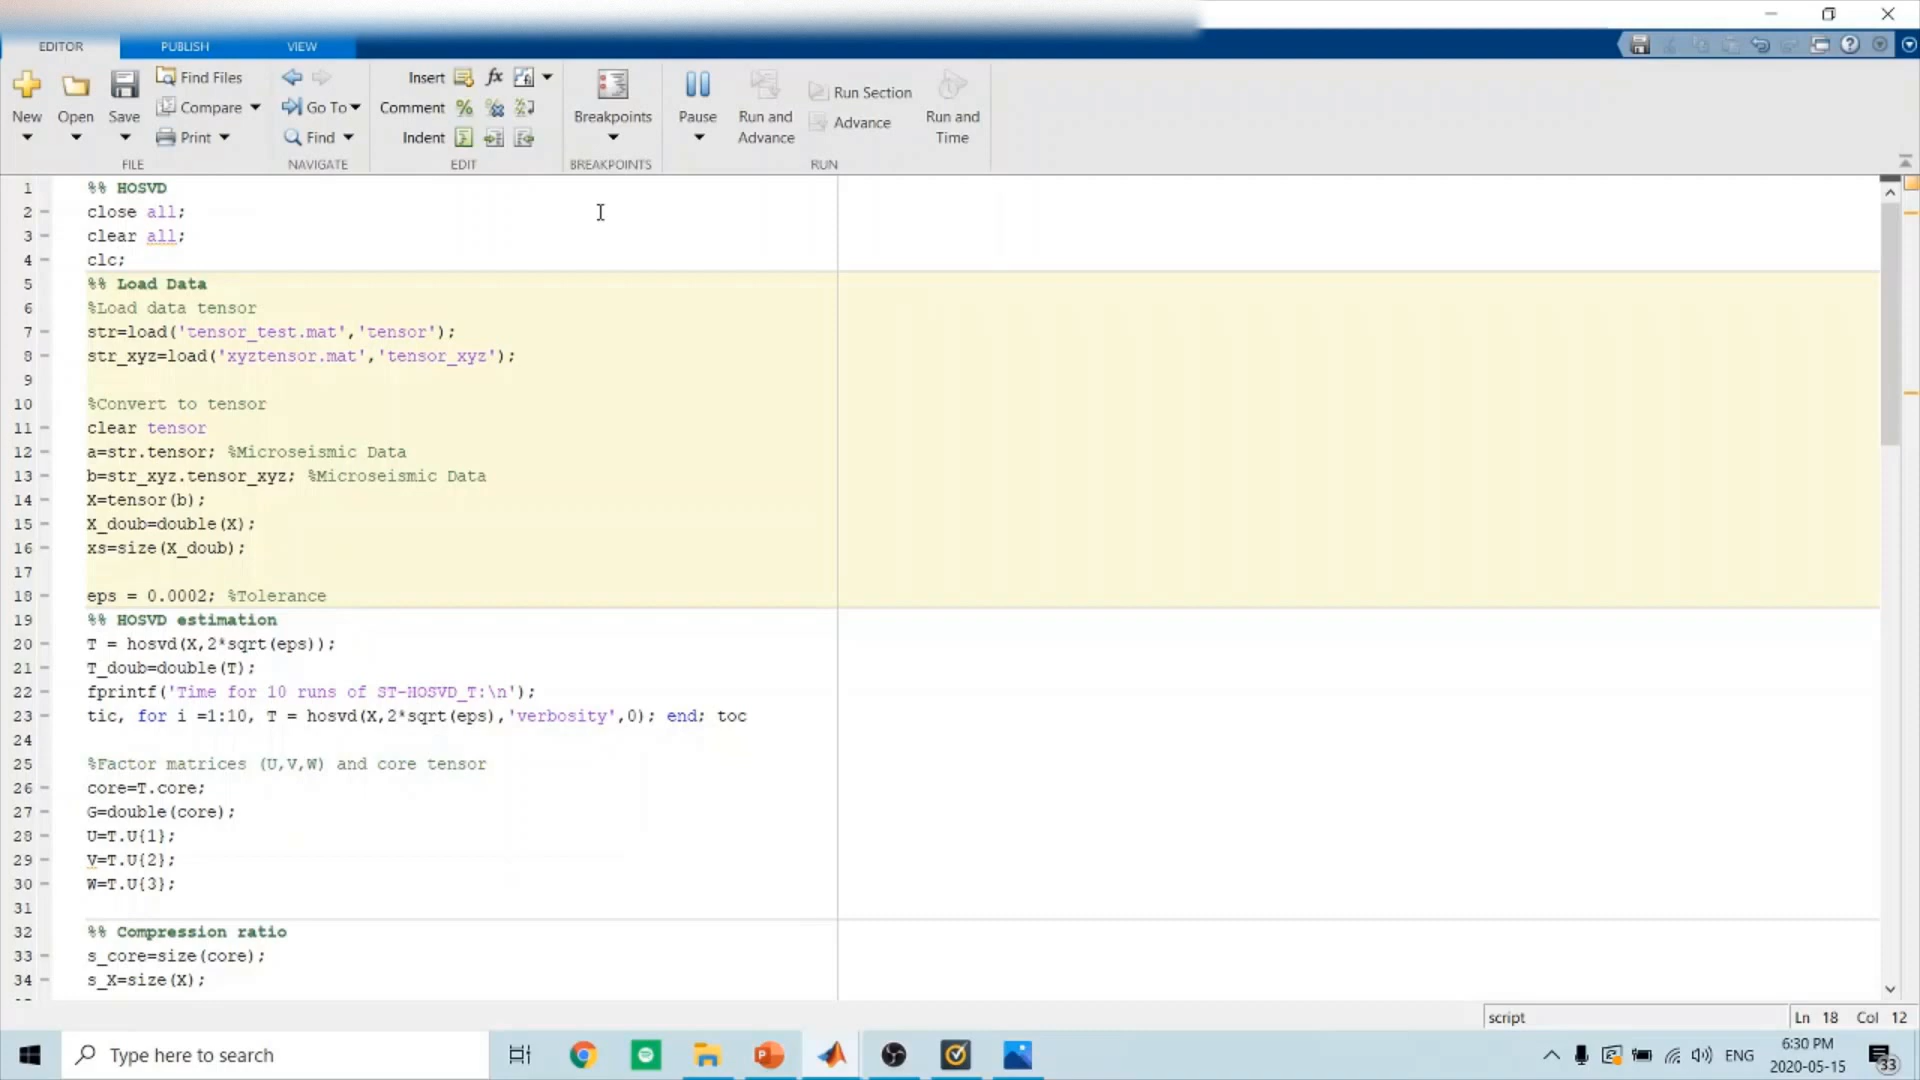 EDITOR PUBLISH VIEW
New Open Save Find Files Compare Print Go To Find Insert Comment Indent Breakpoints Pause Run and Advance Run Section Advance Run and Time
FILE NAVIGATE EDIT BREAKPOINTS RUN
1 %% HOSVD
2 close all;
3 clear all;
4 clc;
5 %% Load Data
6 %Load data tensor
7 str=load('tensor_test.mat','tensor');
8 str_xyz=load('xyztensor.mat','tensor_xyz');
9
10 %Convert to tensor
11 clear tensor
12 a=str.tensor; %Microseismic Data
13 b=str_xyz.tensor_xyz; %Microseismic Data
14 X=tensor(b);
15 X_doub=double(X);
16 xs=size(X_doub);
17
18 eps = 0.0002; %Tolerance
19 %% HOSVD estimation
20 T = hosvd(X,2*sqrt(eps));
21 T_doub=double(T);
22 fprintf('Time for 10 runs of ST-HOSVD_T:\n');
23 tic, for i =1:10, T = hosvd(X,2*sqrt(eps),'verbosity',0); end; toc
24
25 %Factor matrices (U,V,W) and core tensor
26 core=T.core;
27 G=double(core);
28 U=T.U{1};
29 V=T.U{2};
30 W=T.U{3};
31
32 %% Compression ratio
33 s_core=size(core);
34 s_X=size(X);
script Ln 18 Col 12
Type here to search
ENG
6:30 PM
2020-05-15
33